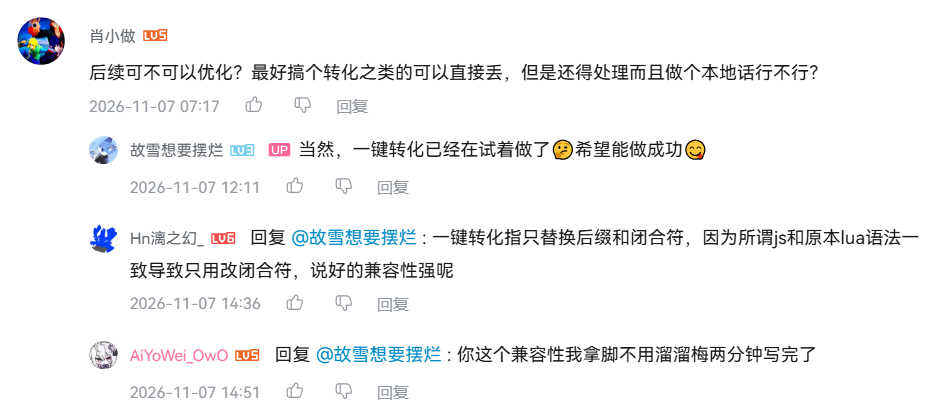 肖小做 LV5
后续可不可以优化？最好搞个转化之类的可以直接丢，但是还得处理而且做个本地话行不行？
2026-11-07 07:17 回复
故雪想要摆烂 LV3 UP 当然，一键转化已经在试着做了🤔希望能做成功😋
2026-11-07 12:11 回复
Hn漓之幻_ LV6 回复 @故雪想要摆烂 : 一键转化指只替换后缀和闭合符，因为所谓js和原本lua语法一
致导致只用改闭合符，说好的兼容性强呢
2026-11-07 14:36 回复
AiYoWei_OwO LV5 回复 @故雪想要摆烂 : 你这个兼容性我拿脚不用溜溜梅两分钟写完了
2026-11-07 14:51 回复